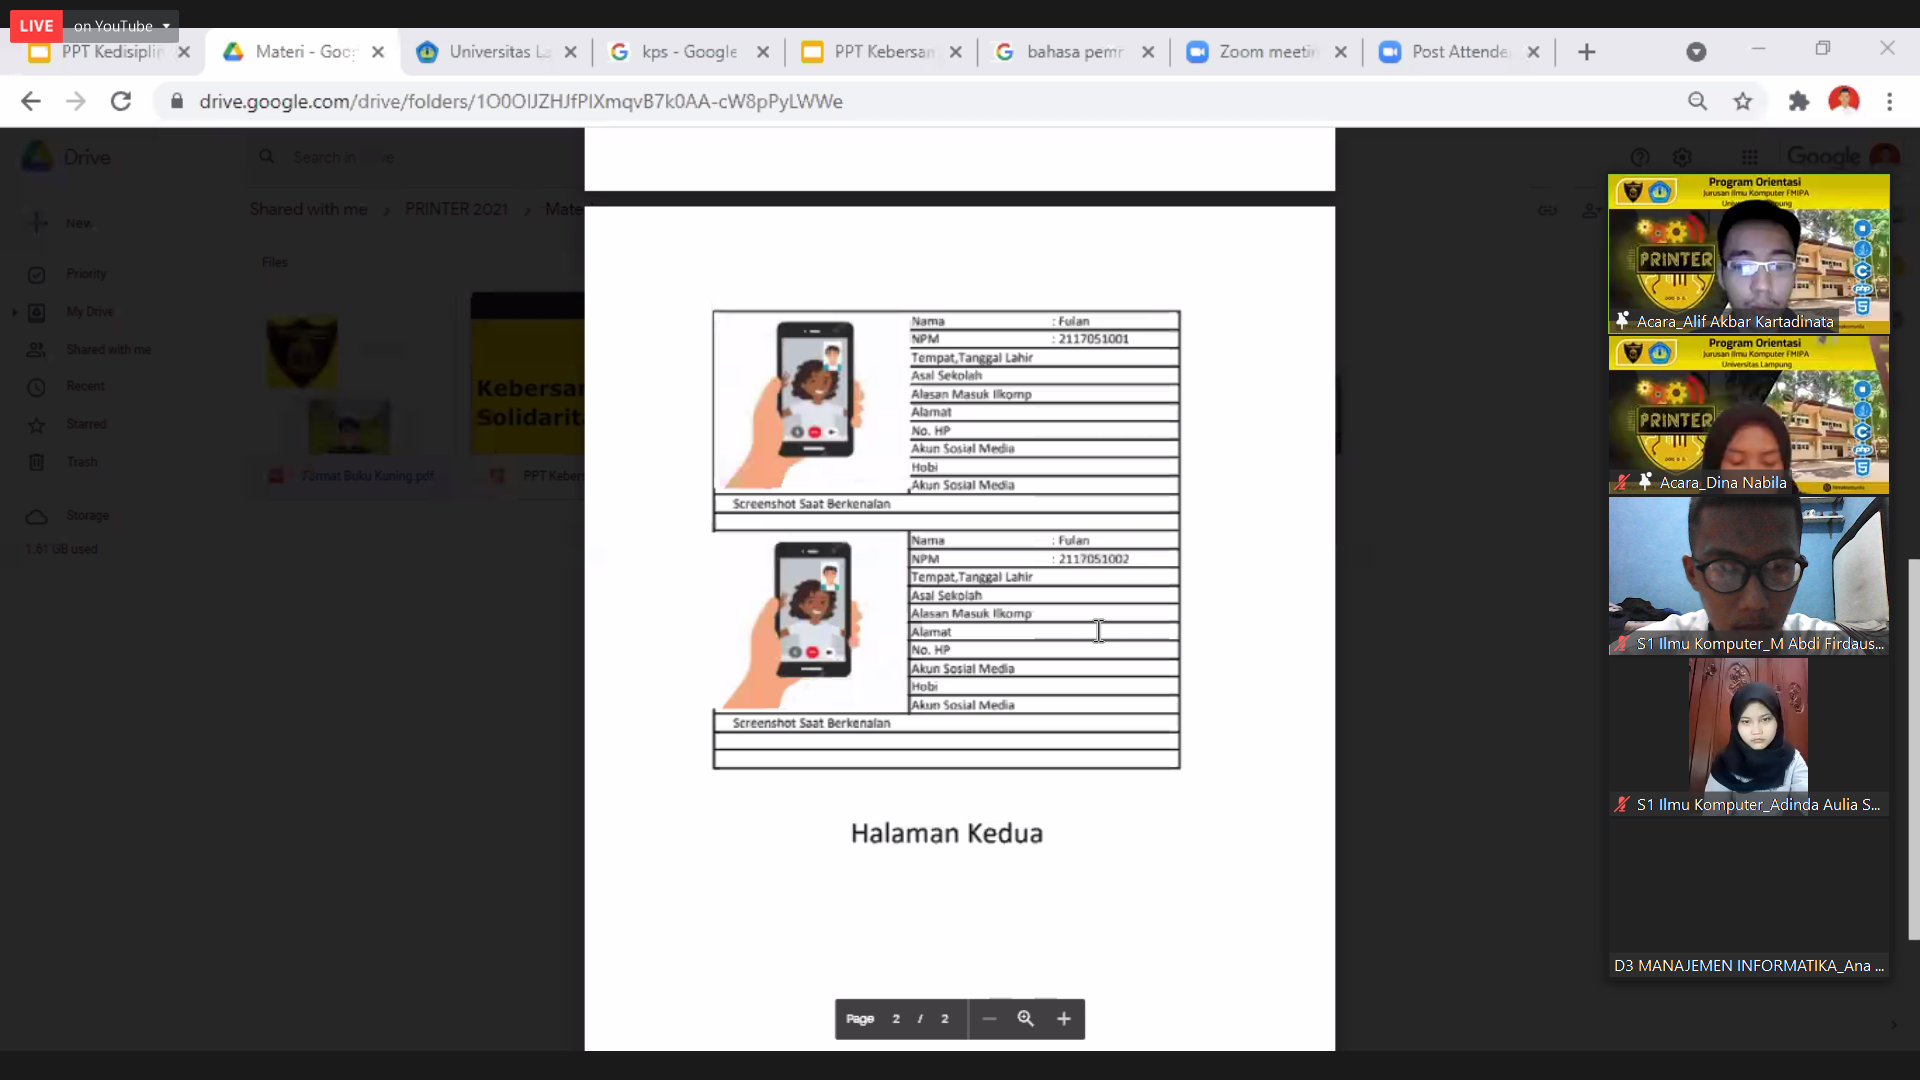 LIVE on YouTube
PPT Kedisiplin
Materi - Goo
Universitas La
kps - Google
PPT Kebersan
bahasa pemr
Zoom meetin
Post Attende
drive.google.com/drive/folders/1O0OlJZHJfPlXmqvB7k0AA-cW8pPyLWWe
Drive
Search in Drive
Google
New
Shared with me > PRINTER 2021 > Mate
Priority
My Drive
Shared with me
Recent
Starred
Trash
Storage
1.61 GB used
Files
Kebersan
Solidarita
Format Buku Kuning.pdf
PPT Keber
Nama : Fulan
NPM : 2117051001
Tempat,Tanggal Lahir
Asal Sekolah
Alasan Masuk Ilkomp
Alamat
No. HP
Akun Sosial Media
Hobi
Akun Sosial Media
Screenshot Saat Berkenalan
Nama : Fulan
NPM : 2117051002
Tempat,Tanggal Lahir
Asal Sekolah
Alasan Masuk Ilkomp
Alamat
No. HP
Akun Sosial Media
Hobi
Akun Sosial Media
Screenshot Saat Berkenalan
Halaman Kedua
Page 2 / 2
Program Orientasi
Jurusan Ilmu Komputer FMIPA
PRINTER
Acara_Alif Akbar Kartadinata
Program Orientasi
Jurusan Ilmu Komputer FMIPA
Universitas Lampung
PRINTER
Acara_Dina Nabila
S1 Ilmu Komputer_M Abdi Firdaus...
S1 Ilmu Komputer_Adinda Aulia S...
D3 MANAJEMEN INFORMATIKA_Ana ...